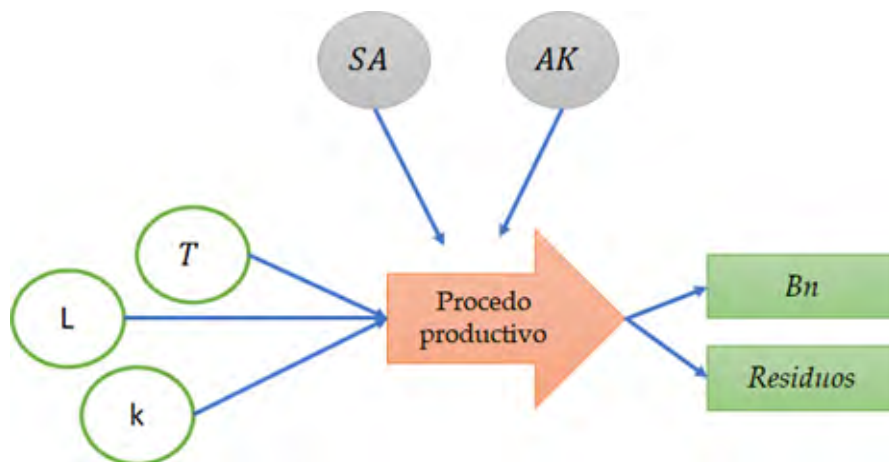 SA
AK
T
L
k
Procedo
productivo
Bn
Residuos